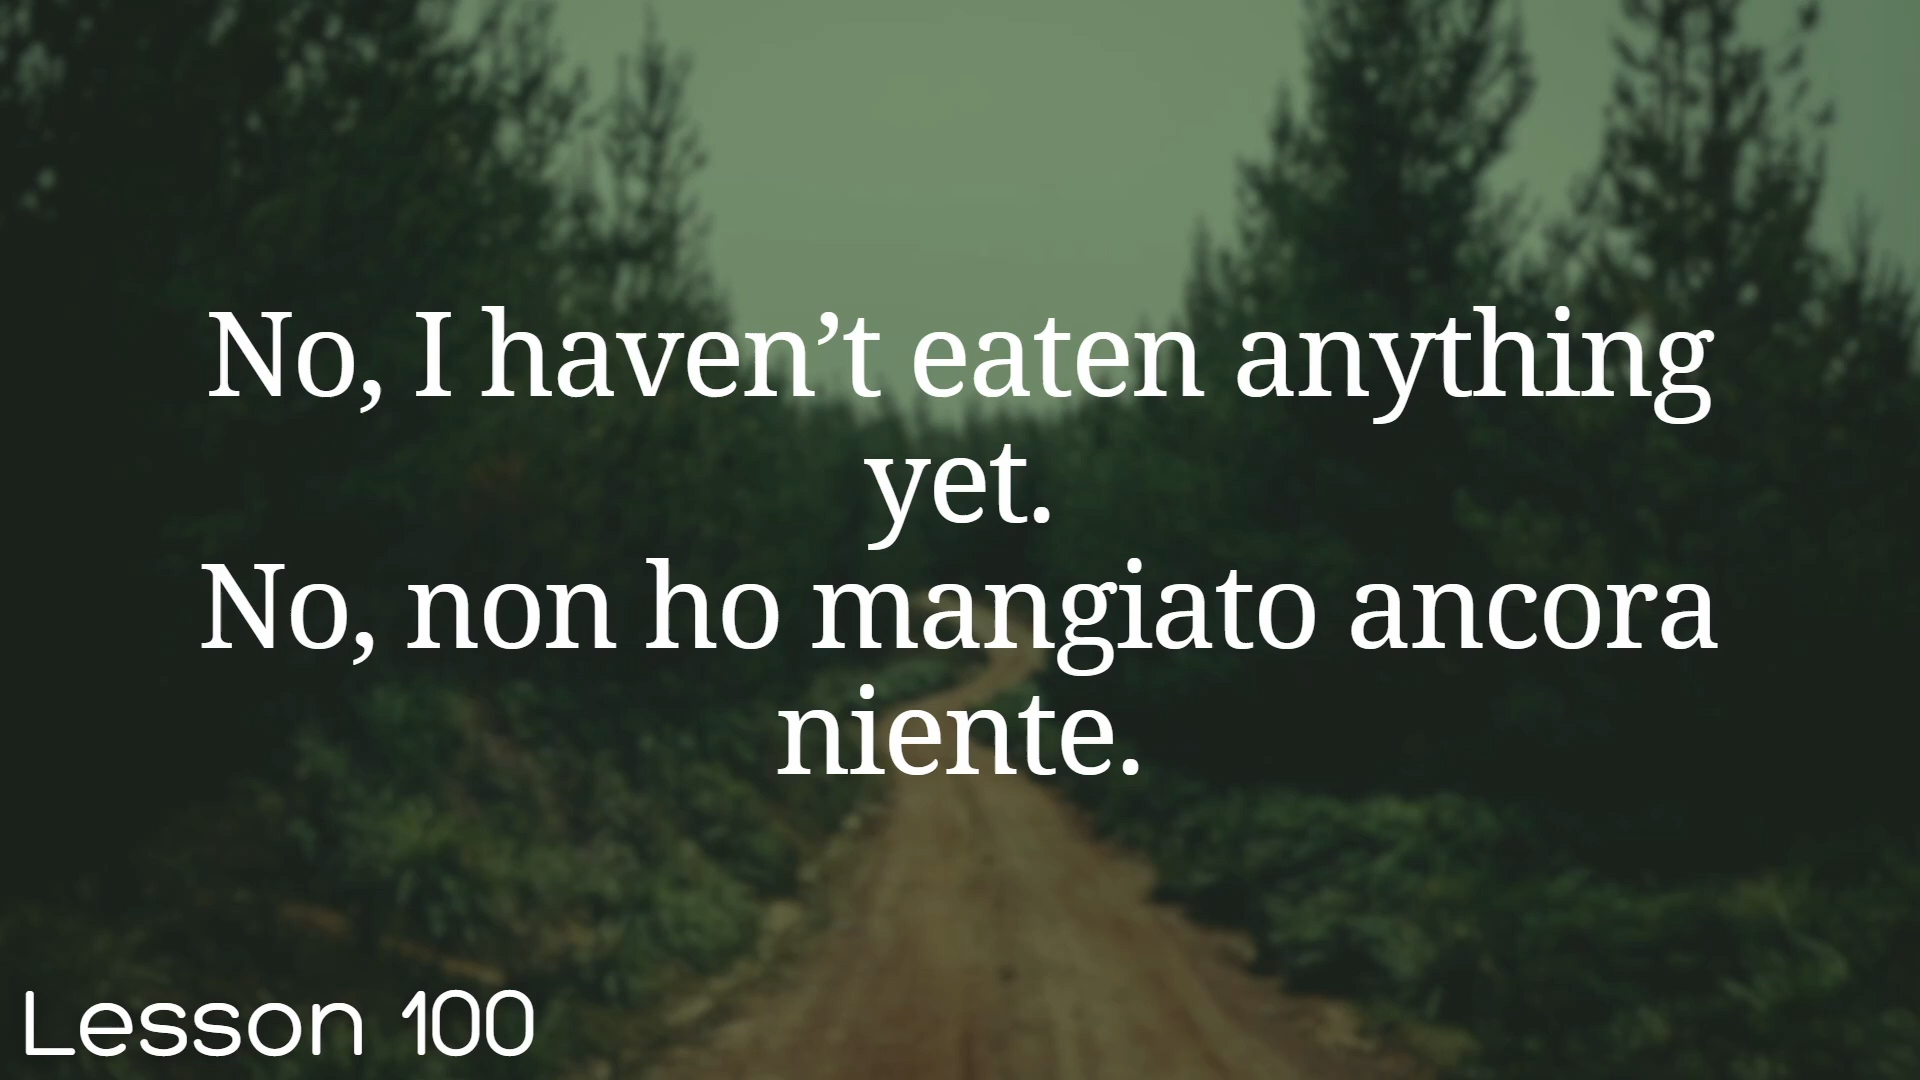 No, I haven’t eaten anything
yet.
No, non ho mangiato ancora
niente.
Lesson 100